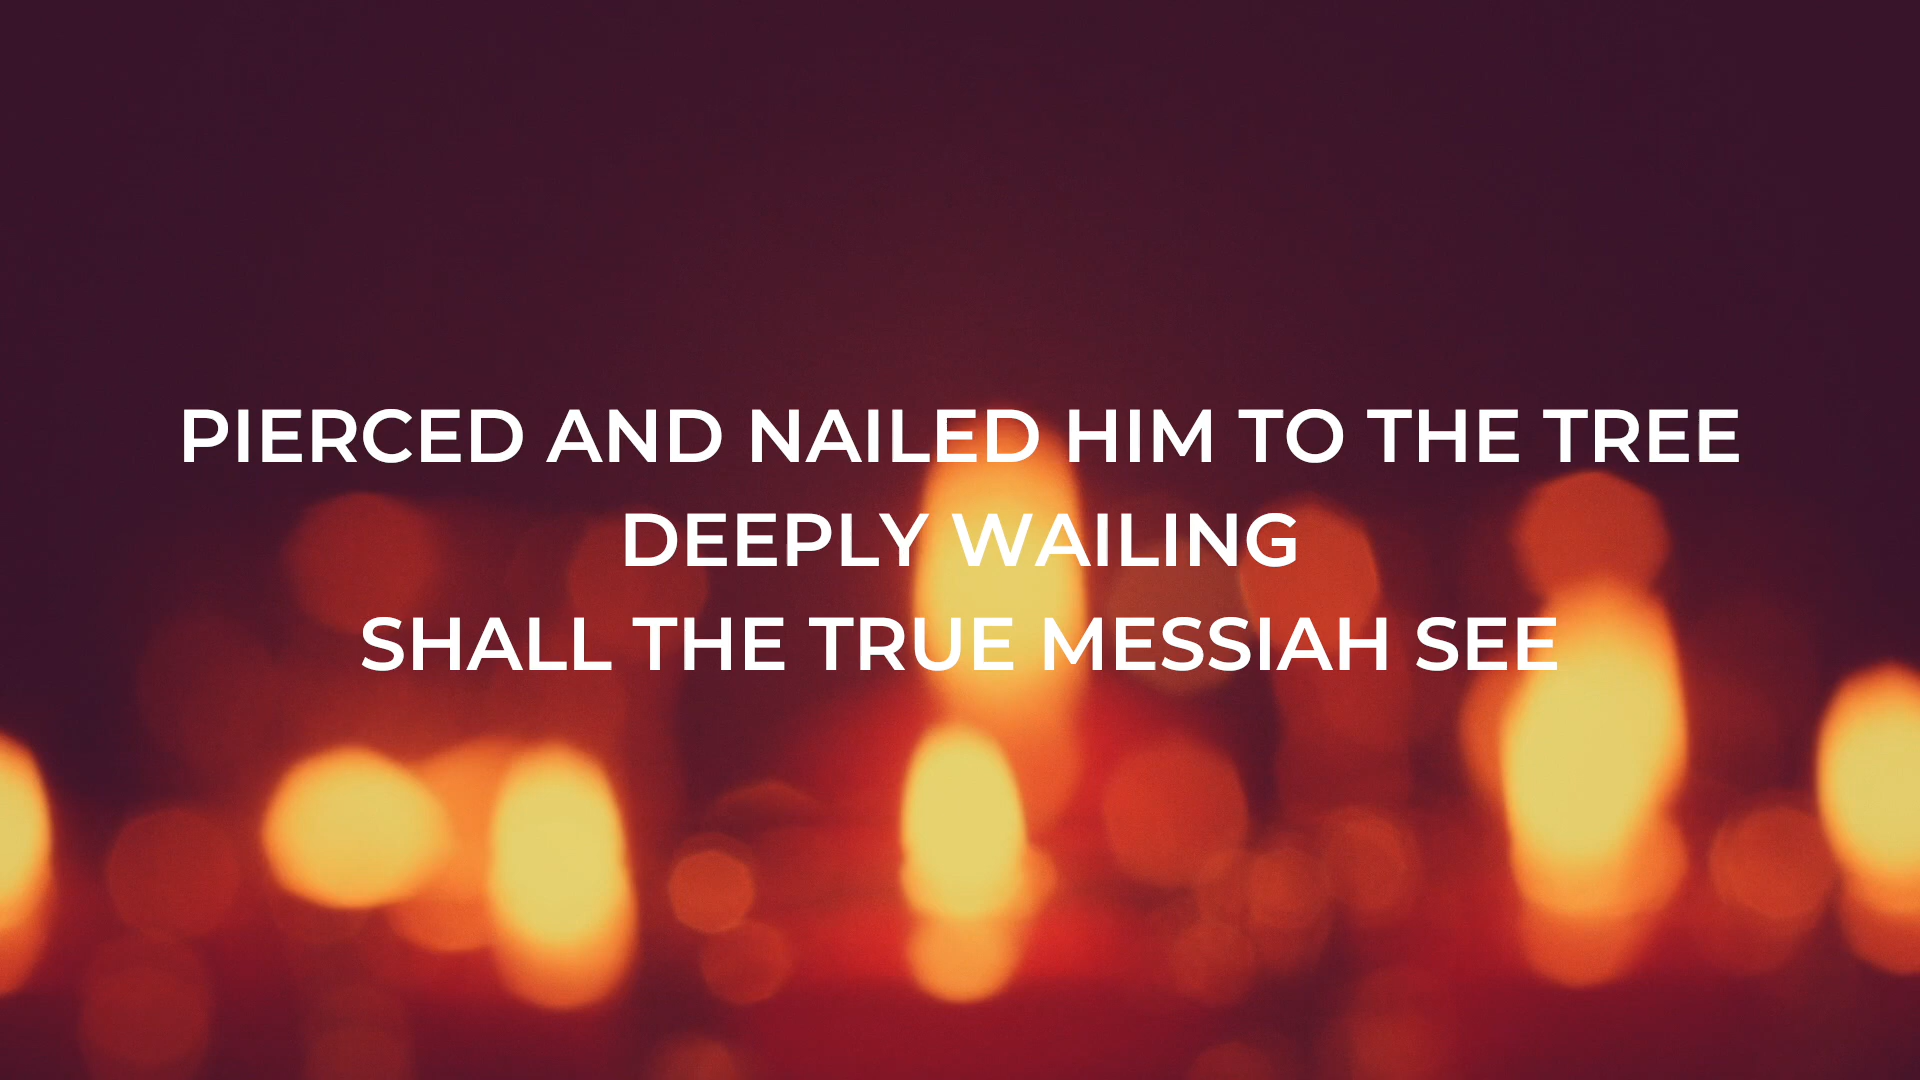 PIERCED AND NAILED HIM TO THE TREE
DEEPLY WAILING
SHALL THE TRUE MESSIAH SEE